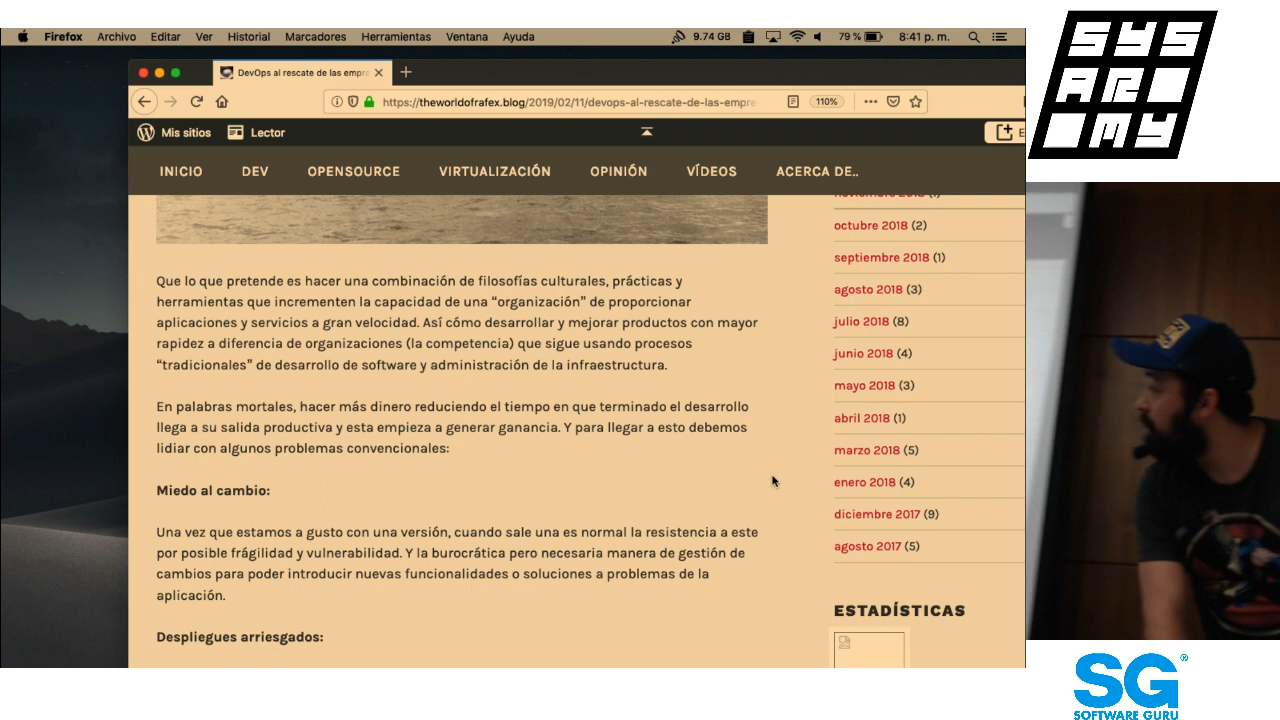 Firefox Archivo Editar Ver Historial Marcadores Herramientas Ventana Ayuda 9.74 GB 79 % 8:41 p. m.
DevOps al rescate de las empre
https://theworldofrafex.blog/2019/02/11/devops-al-rescate-de-las-empre 110%
Mis sitios Lector E
INICIO DEV OPENSOURCE VIRTUALIZACIÓN OPINIÓN VÍDEOS ACERCA DE..
Que lo que pretende es hacer una combinación de filosofías culturales, prácticas y
herramientas que incrementen la capacidad de una “organización” de proporcionar
aplicaciones y servicios a gran velocidad. Así cómo desarrollar y mejorar productos con mayor
rapidez a diferencia de organizaciones (la competencia) que sigue usando procesos
“tradicionales” de desarrollo de software y administración de la infraestructura.
En palabras mortales, hacer más dinero reduciendo el tiempo en que terminado el desarrollo
llega a su salida productiva y esta empieza a generar ganancia. Y para llegar a esto debemos
lidiar con algunos problemas convencionales:
Miedo al cambio:
Una vez que estamos a gusto con una versión, cuando sale una es normal la resistencia a este
por posible frágilidad y vulnerabilidad. Y la burocrática pero necesaria manera de gestión de
cambios para poder introducir nuevas funcionalidades o soluciones a problemas de la
aplicación.
Despliegues arriesgados:
octubre 2018 (2)
septiembre 2018 (1)
agosto 2018 (3)
julio 2018 (8)
junio 2018 (4)
mayo 2018 (3)
abril 2018 (1)
marzo 2018 (5)
enero 2018 (4)
diciembre 2017 (9)
agosto 2017 (5)
ESTADÍSTICAS
SYS
AR
MY
SG®
SOFTWARE GURU